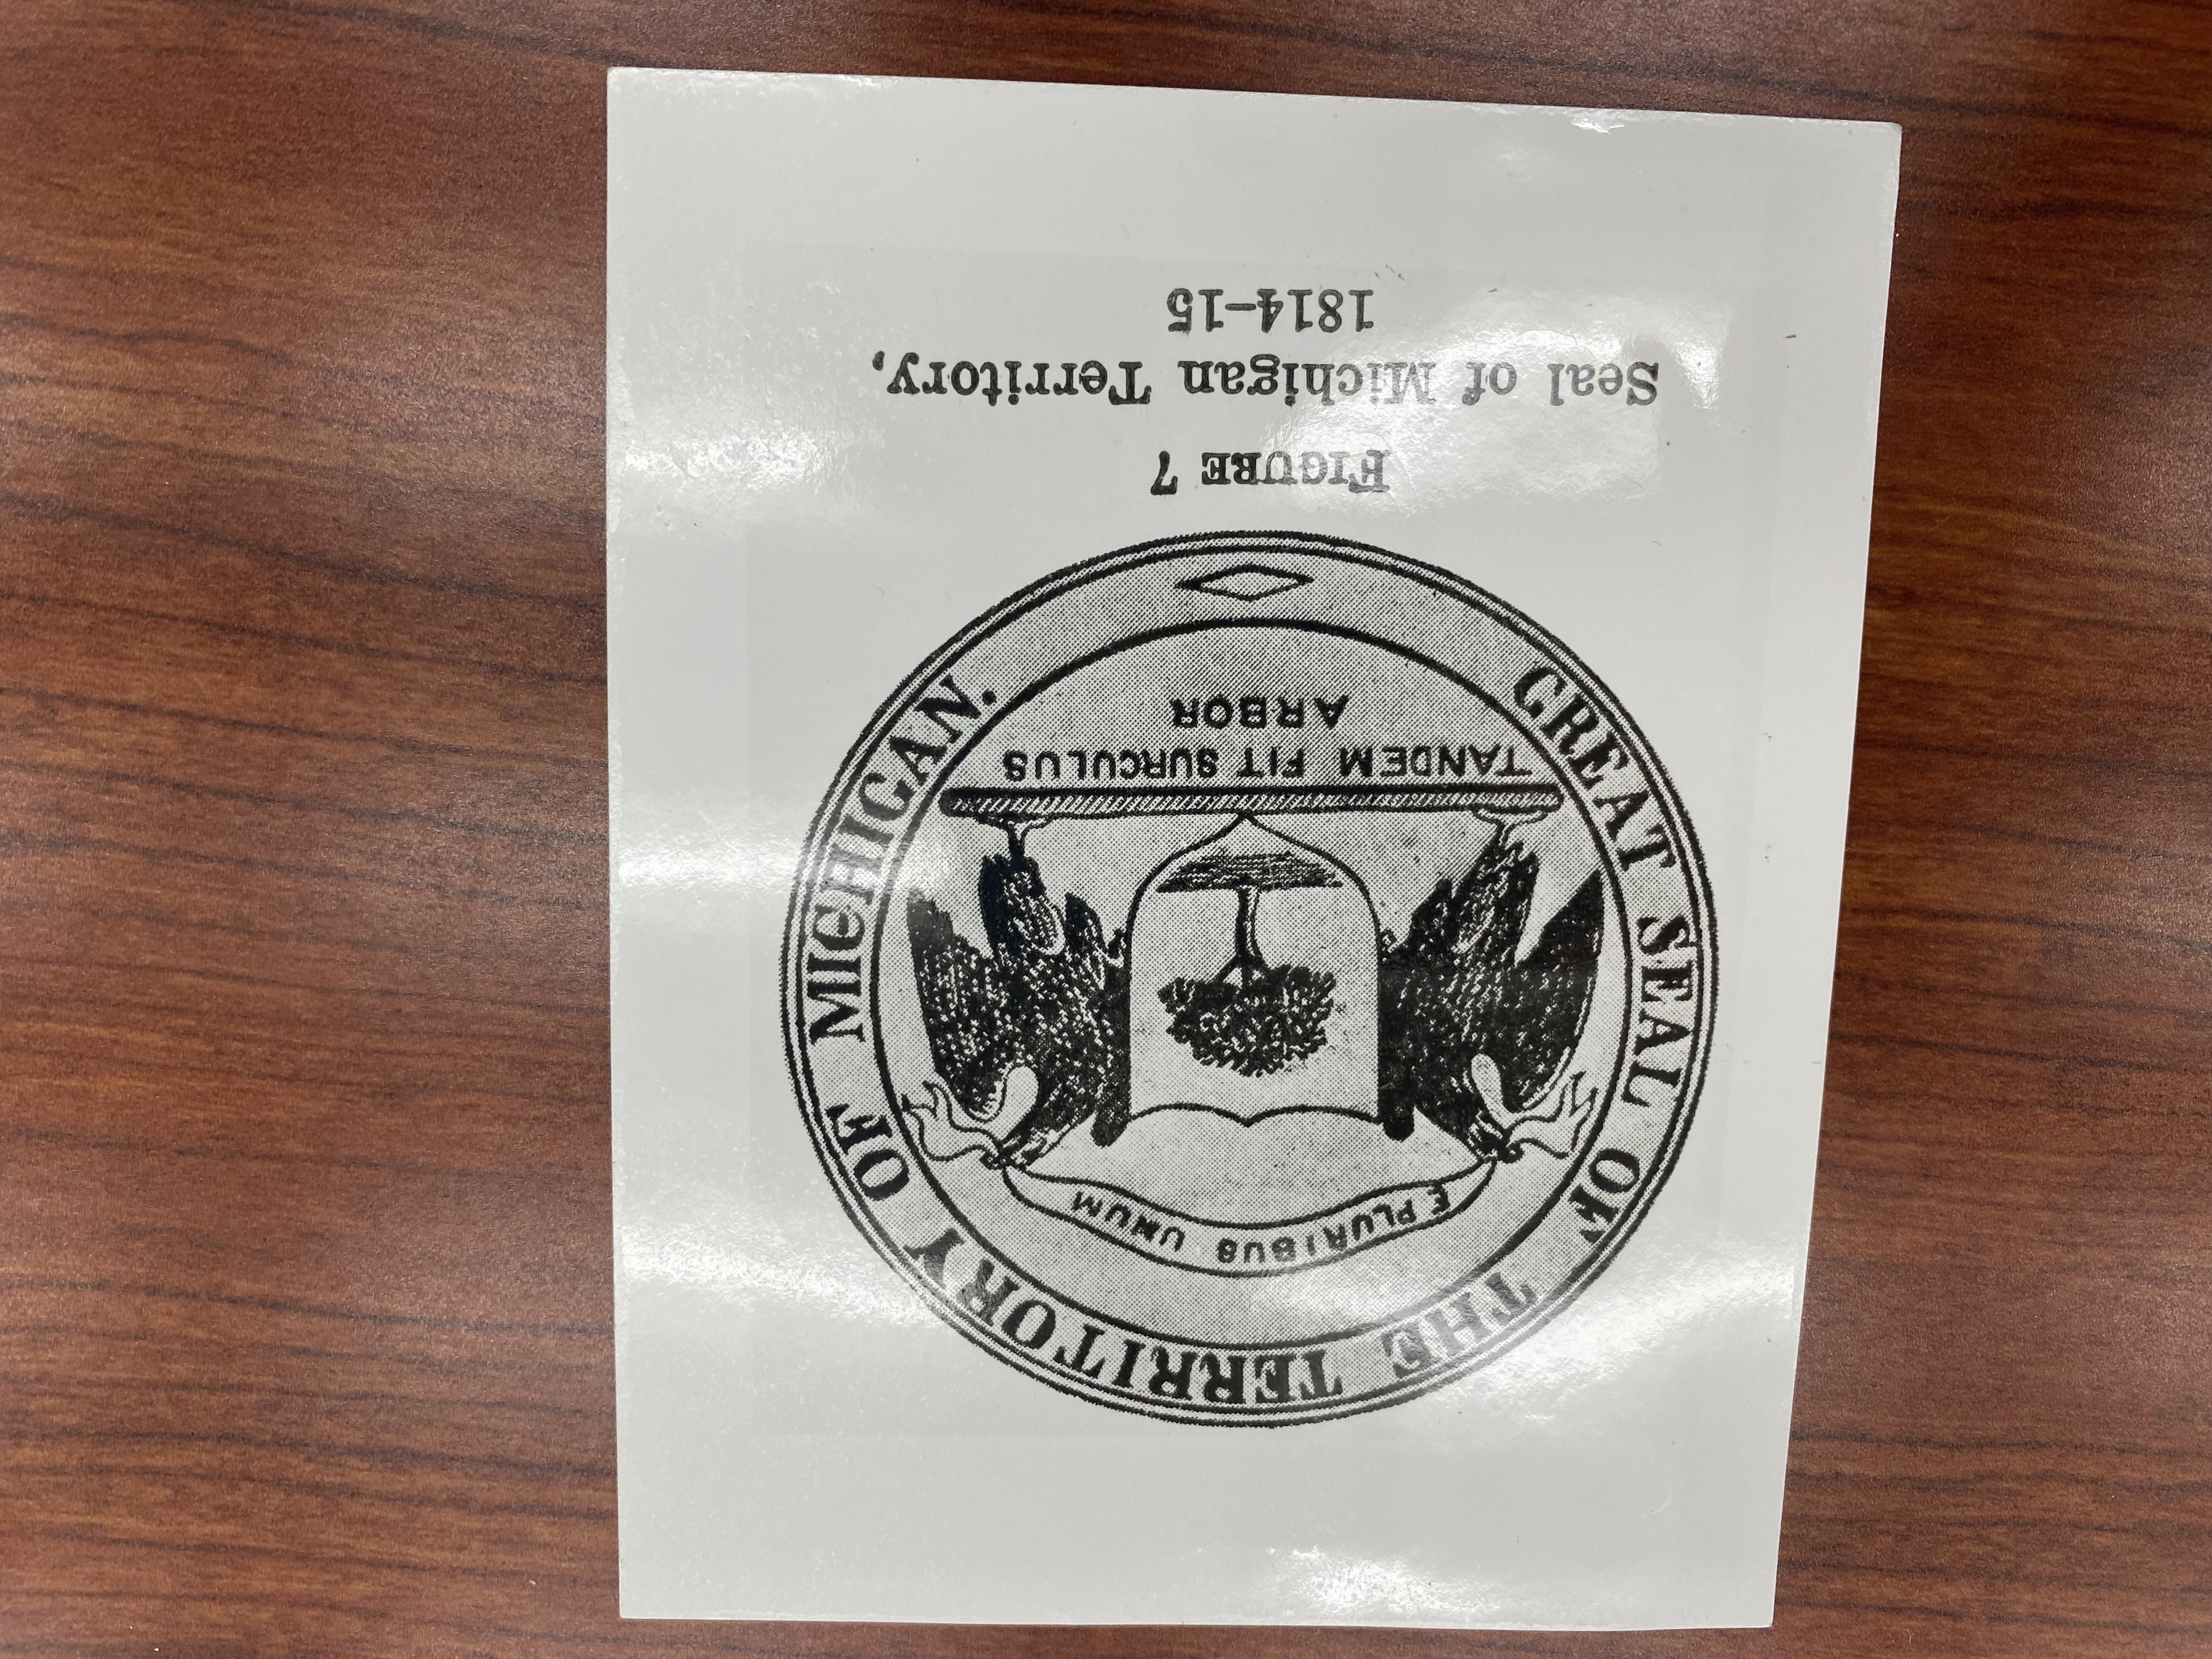 GREAT SEAL OF THE TERRITORY OF MICHIGAN.
E PLURIBUS UNUM
TANDEM FIT SURCULUS
ARBOR
FIGURE 7
Seal of Michigan Territory,
1814–15